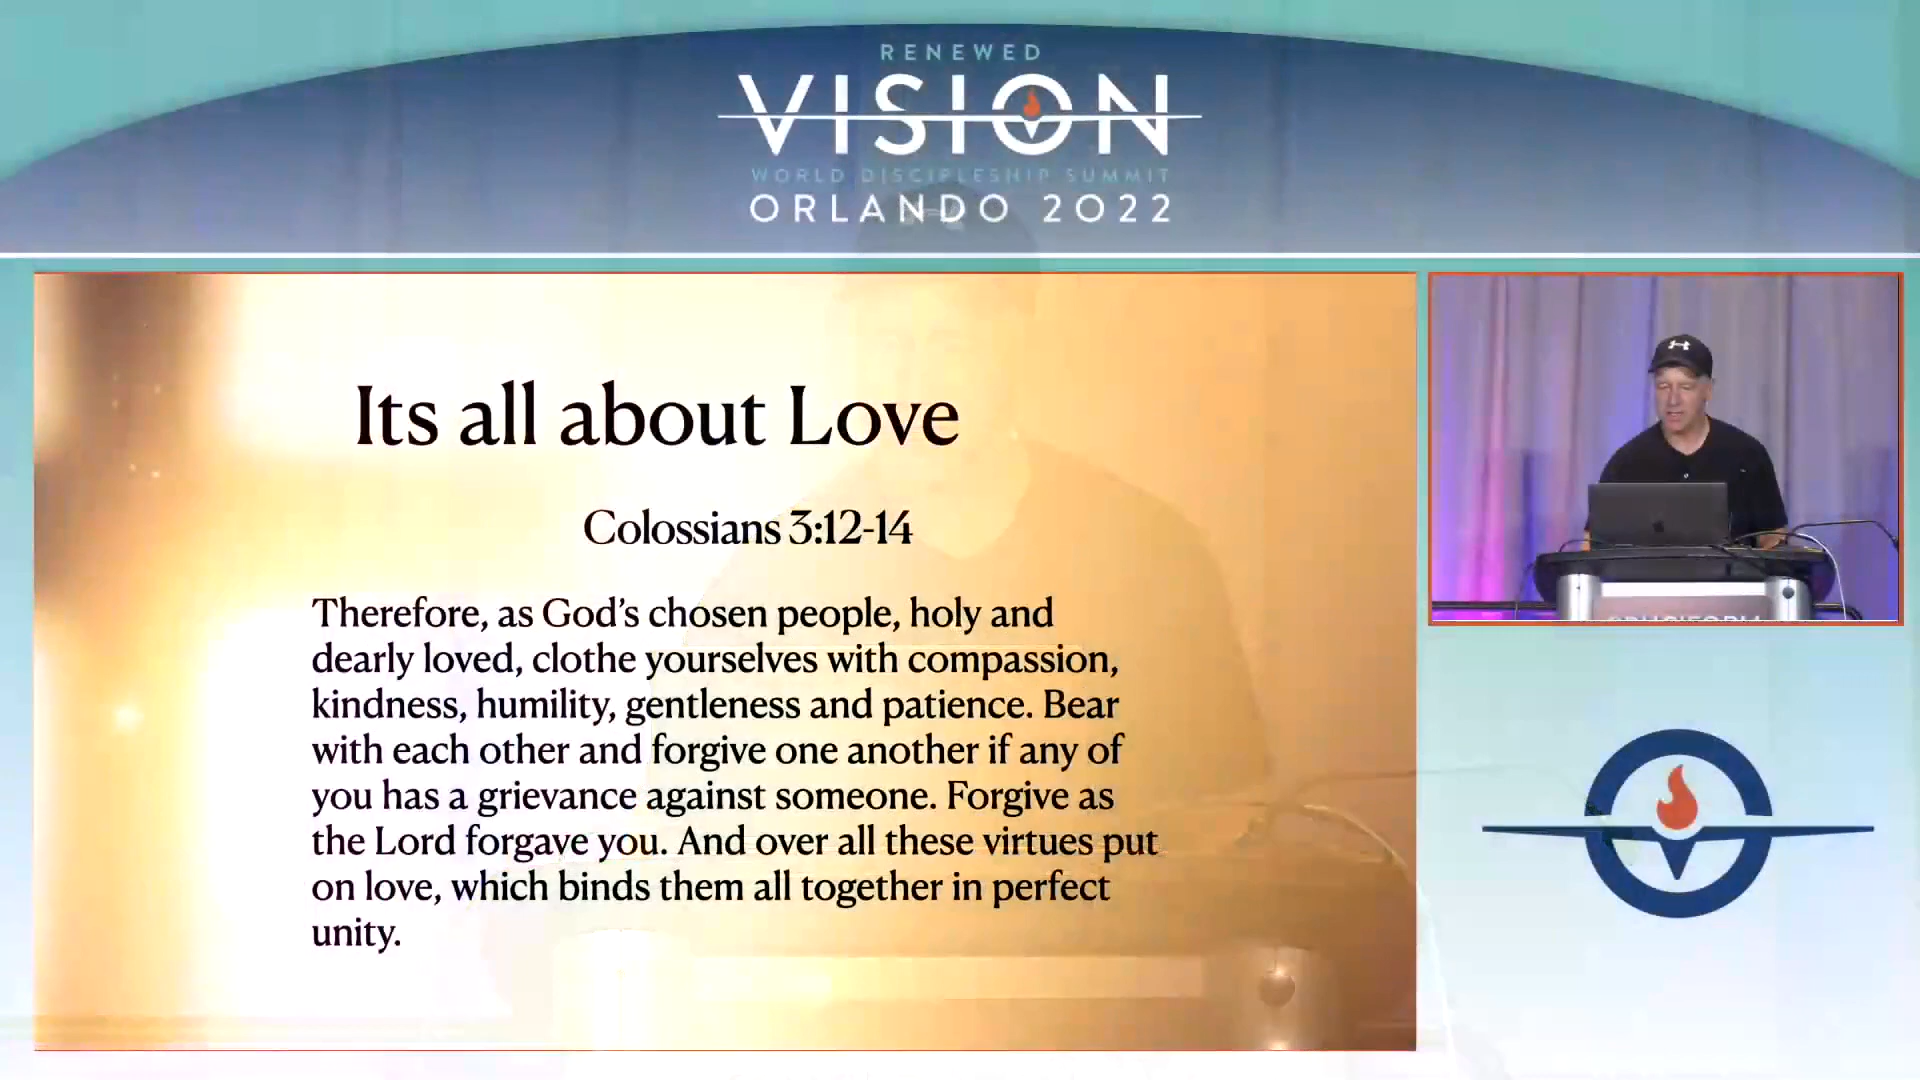 RENEWED
VISION
WORLD DISCIPLESHIP SUMMIT
ORLANDO 2022
Its all about Love
Colossians 3:12-14
Therefore, as God’s chosen people, holy and
dearly loved, clothe yourselves with compassion,
kindness, humility, gentleness and patience. Bear
with each other and forgive one another if any of
you has a grievance against someone. Forgive as
the Lord forgave you. And over all these virtues put
on love, which binds them all together in perfect
unity.